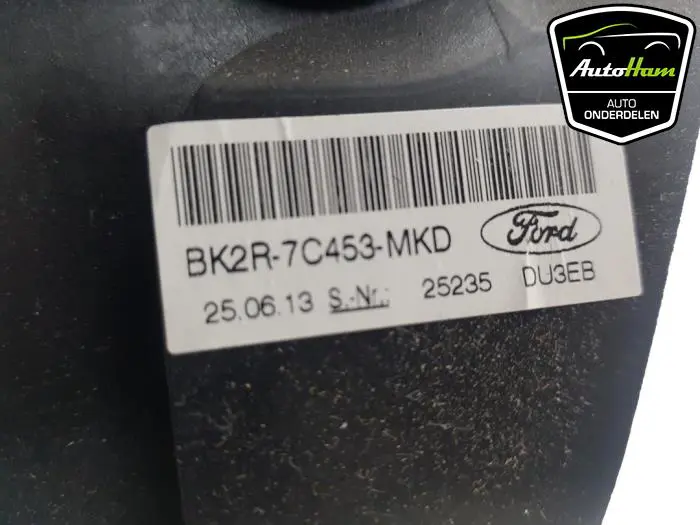 AutoHam
AUTO
ONDERDELEN
BK2R-7C453-MKD Ford
25.06.13 S.-Nr.: 25235 DU3EB